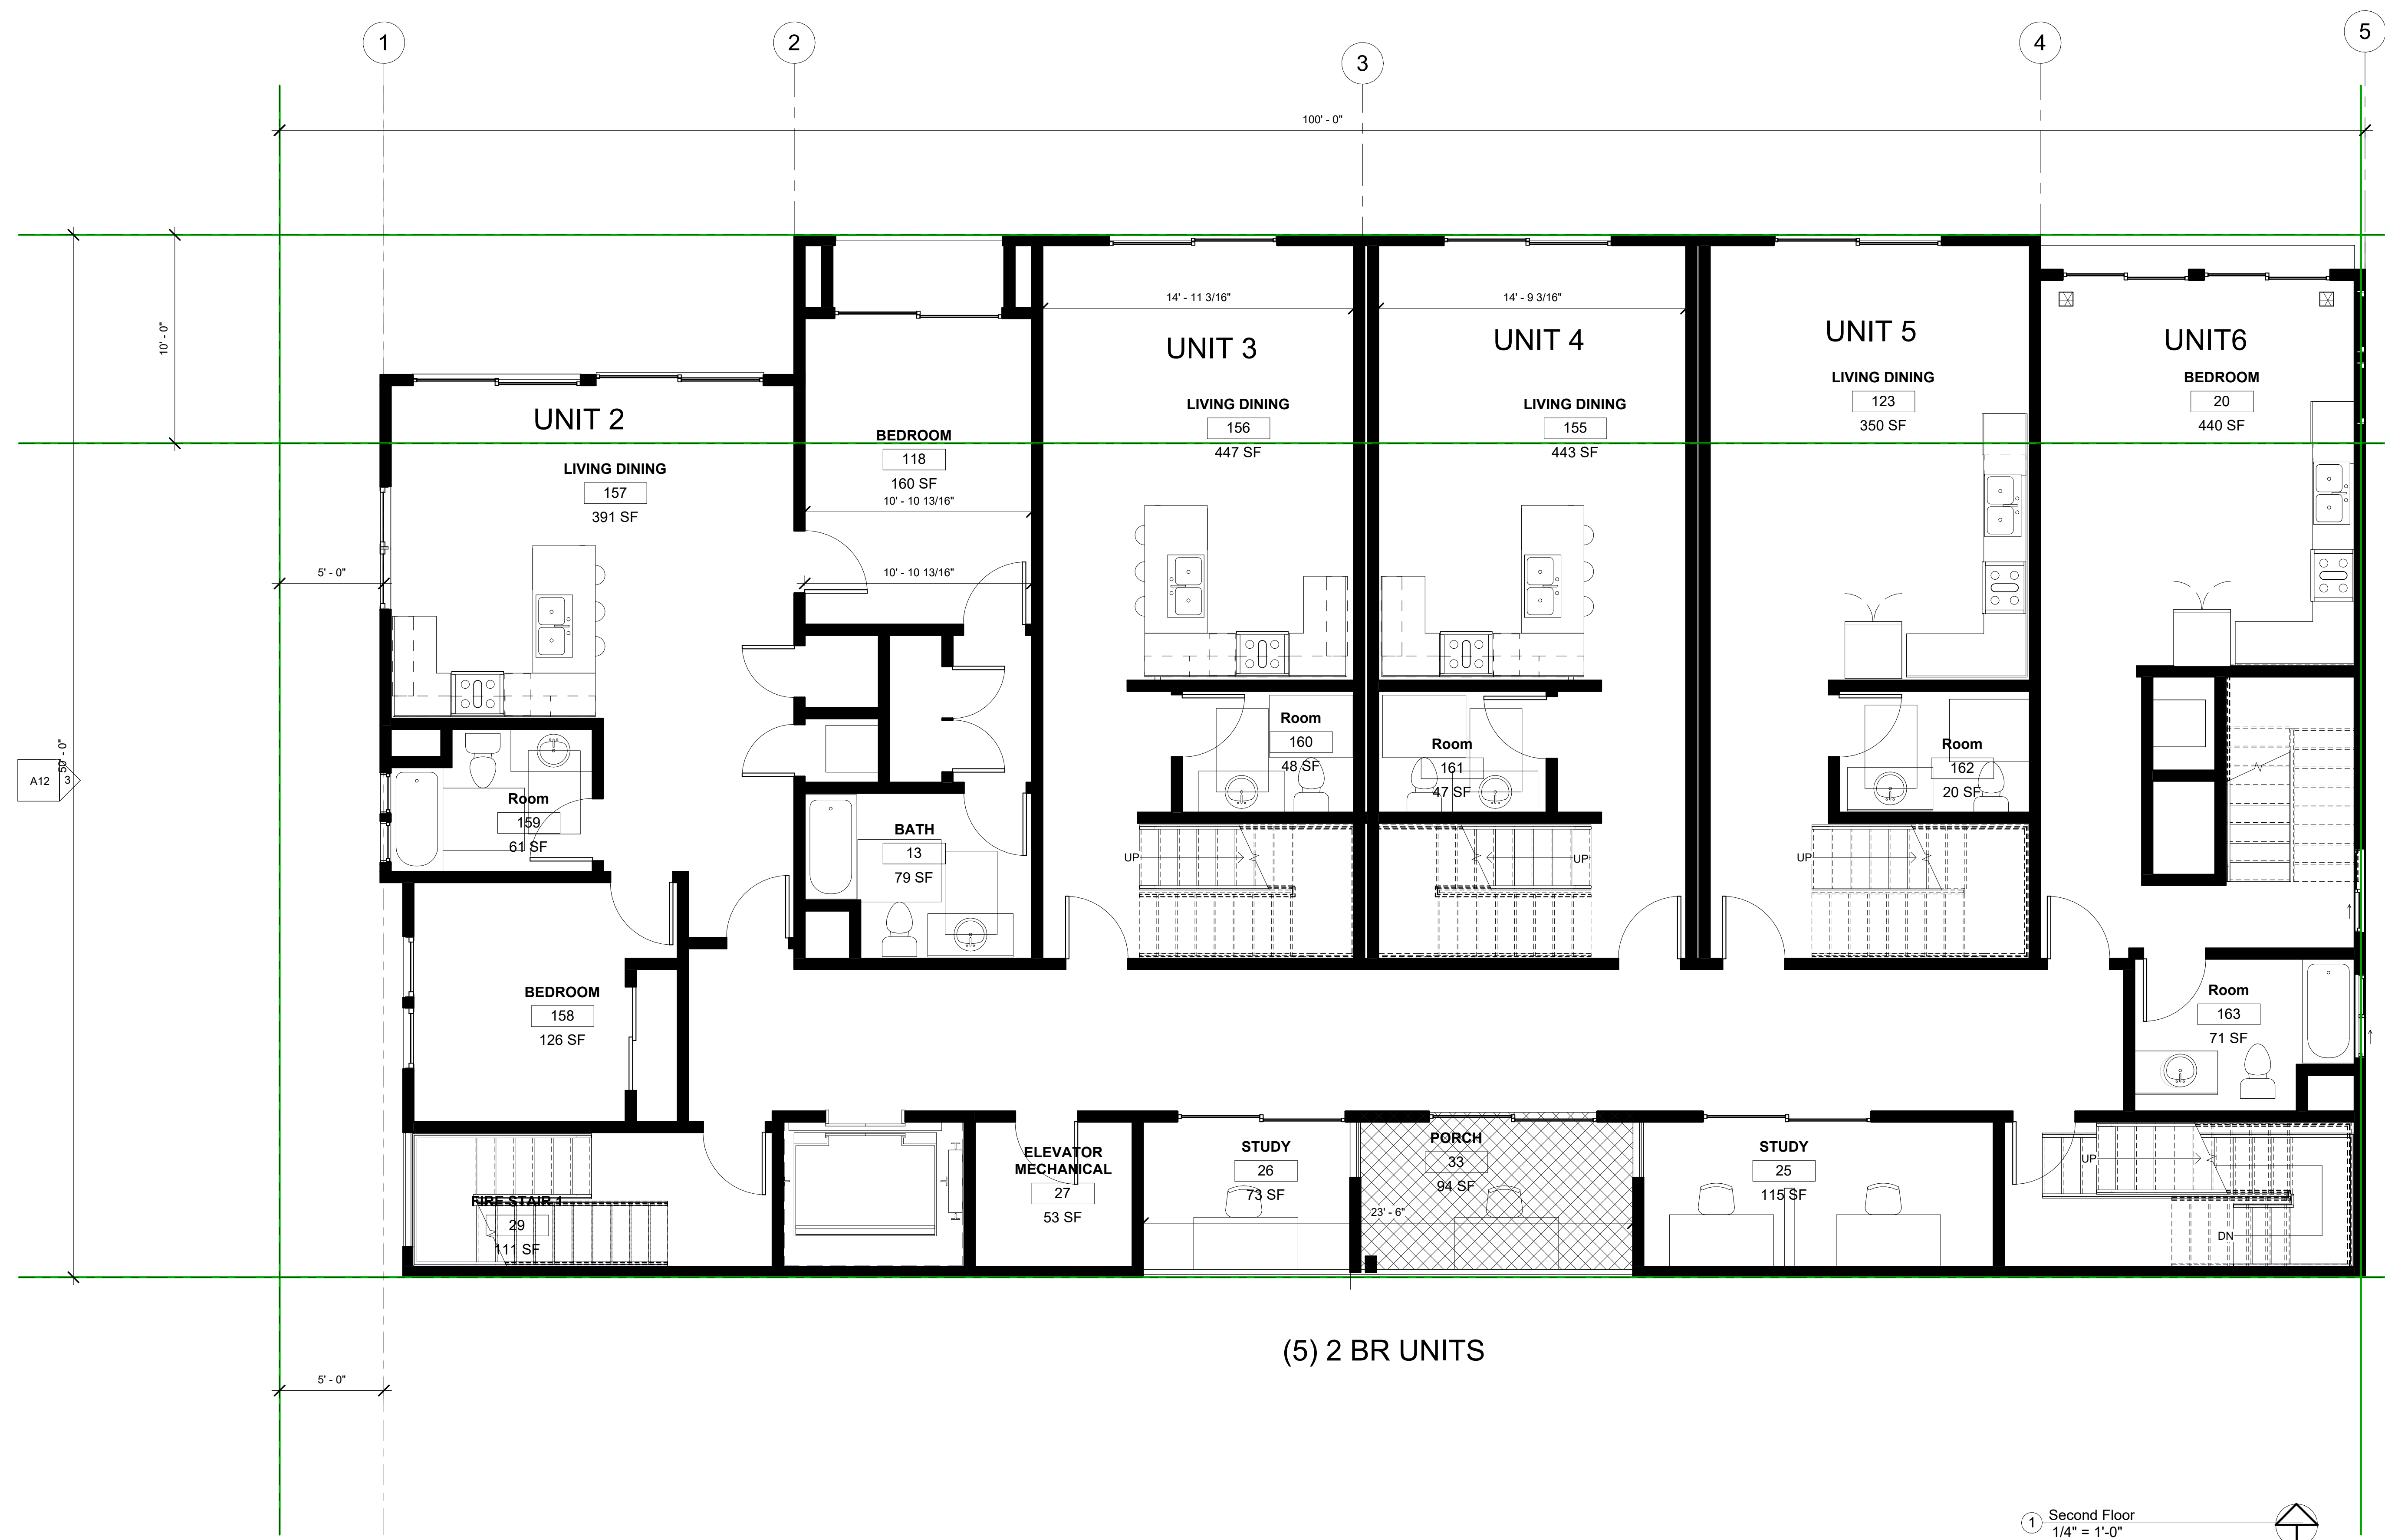 1
2
3
4
5
100' - 0"
10' - 0"
50' - 0"
5' - 0"
A12
3
UNIT 2
LIVING DINING
157
391 SF
BEDROOM
118
160 SF
10' - 10 13/16"
10' - 10 13/16"
14' - 11 3/16"
UNIT 3
LIVING DINING
156
447 SF
14' - 9 3/16"
UNIT 4
LIVING DINING
155
443 SF
UNIT 5
LIVING DINING
123
350 SF
UNIT6
BEDROOM
20
440 SF
Room
159
61 SF
BATH
13
79 SF
Room
160
48 SF
Room
161
47 SF
Room
162
20 SF
UP
UP
UP
BEDROOM
158
126 SF
Room
163
71 SF
FIRE STAIR 1
29
111 SF
ELEVATOR
MECHANICAL
27
53 SF
STUDY
26
73 SF
PORCH
33
94 SF
23' - 6"
STUDY
25
115 SF
UP
DN
(5) 2 BR UNITS
5' - 0"
1
Second Floor
1/4" = 1'-0"